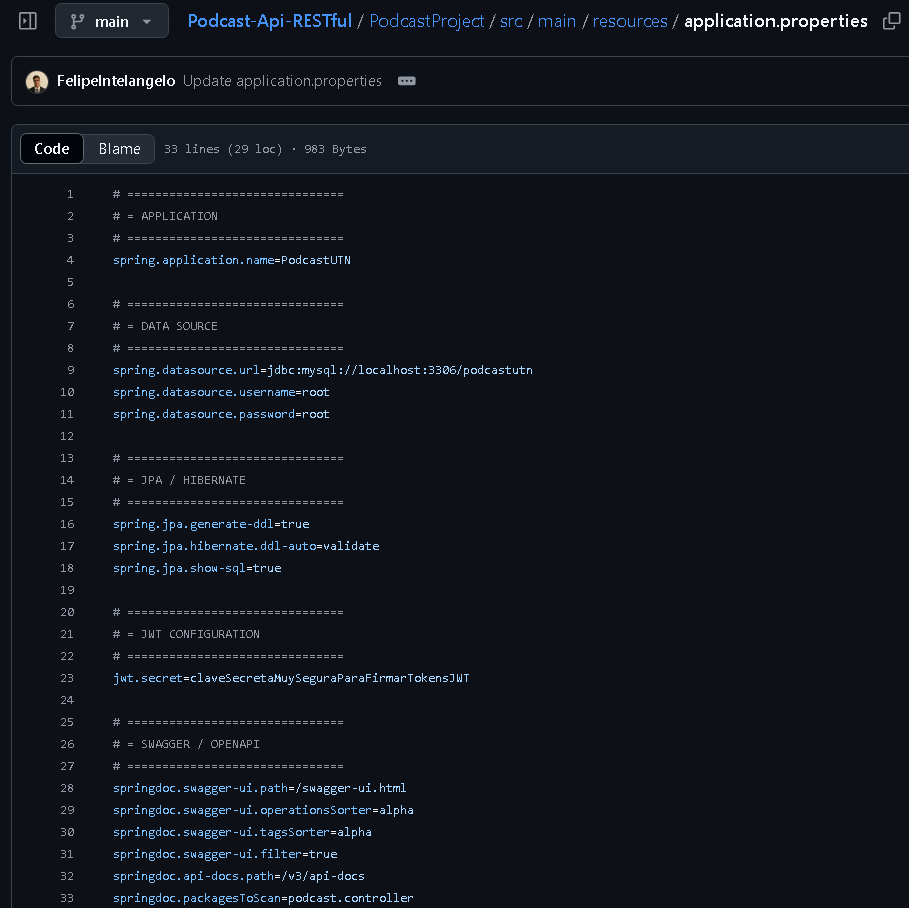 main
Podcast-Api-RESTful / PodcastProject / src / main / resources / application.properties
FelipeIntelangelo Update application.properties
Code Blame 33 lines (29 loc) · 983 Bytes
1 # ===============================
2 # = APPLICATION
3 # ===============================
4 spring.application.name=PodcastUTN
5
6 # ===============================
7 # = DATA SOURCE
8 # ===============================
9 spring.datasource.url=jdbc:mysql://localhost:3306/podcastutn
10 spring.datasource.username=root
11 spring.datasource.password=root
12
13 # ===============================
14 # = JPA / HIBERNATE
15 # ===============================
16 spring.jpa.generate-ddl=true
17 spring.jpa.hibernate.ddl-auto=validate
18 spring.jpa.show-sql=true
19
20 # ===============================
21 # = JWT CONFIGURATION
22 # ===============================
23 jwt.secret=claveSecretaMuySeguraParaFirmarTokensJWT
24
25 # ===============================
26 # = SWAGGER / OPENAPI
27 # ===============================
28 springdoc.swagger-ui.path=/swagger-ui.html
29 springdoc.swagger-ui.operationsSorter=alpha
30 springdoc.swagger-ui.tagsSorter=alpha
31 springdoc.swagger-ui.filter=true
32 springdoc.api-docs.path=/v3/api-docs
33 springdoc.packagesToScan=podcast.controller